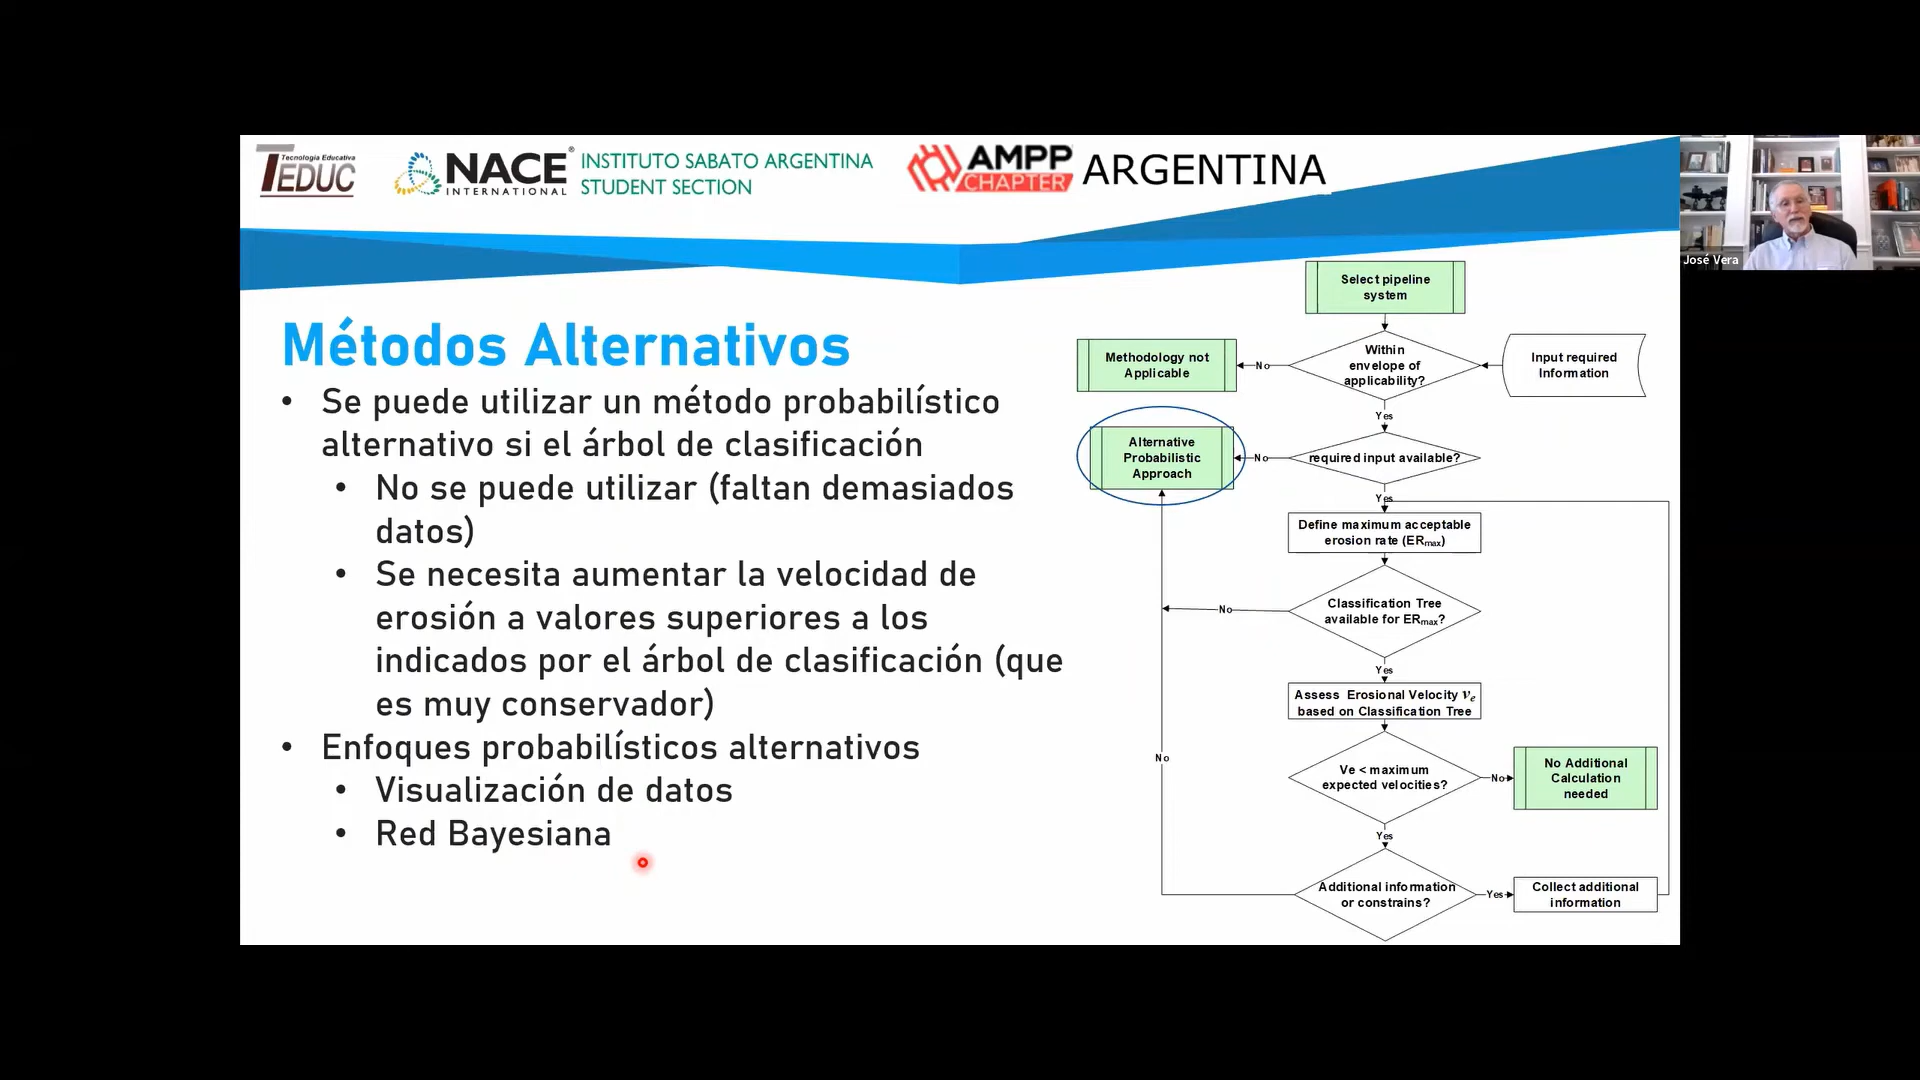 Tecnología Educativa
TEDUC
NACE®
INTERNATIONAL
INSTITUTO SABATO ARGENTINA
STUDENT SECTION
AMPP
CHAPTER
ARGENTINA
José Vera
Métodos Alternativos
• Se puede utilizar un método probabilístico
alternativo si el árbol de clasificación
• No se puede utilizar (faltan demasiados
datos)
• Se necesita aumentar la velocidad de
erosión a valores superiores a los
indicados por el árbol de clasificación (que
es muy conservador)
• Enfoques probabilísticos alternativos
• Visualización de datos
• Red Bayesiana
Select pipeline
system
Methodology not
Applicable
No
Within
envelope of
applicability?
Input required
Information
Yes
Alternative
Probabilistic
Approach
No
required input available?
Yes
Define maximum acceptable
erosion rate (ERmax)
No
Classification Tree
available for ERmax?
Yes
Assess Erosional Velocity ve
based on Classification Tree
No
Ve < maximum
expected velocities?
No
No Additional
Calculation
needed
Yes
Additional information
or constrains?
Yes
Collect additional
information